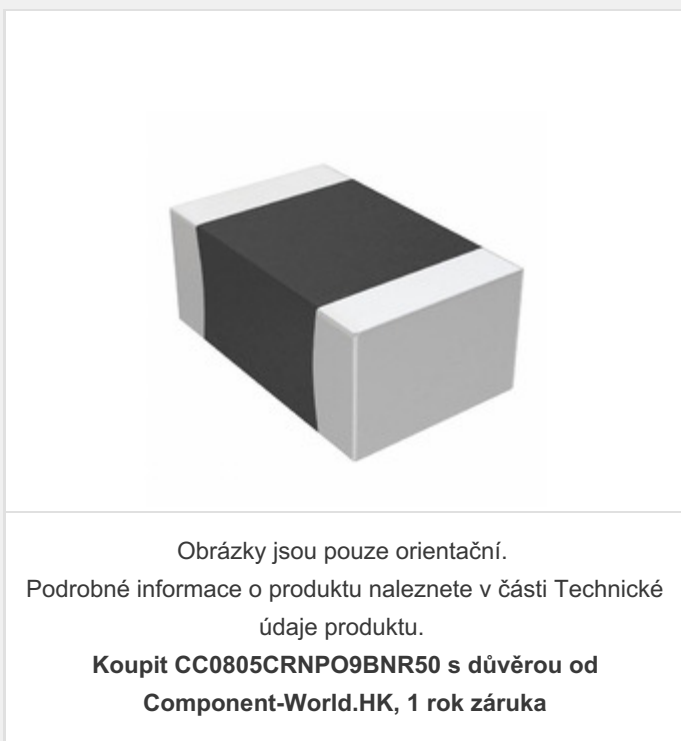 Obrázky jsou pouze orientační.
Podrobné informace o produktu naleznete v části Technické
údaje produktu.
Koupit CC0805CRNPO9BNR50 s důvěrou od
Component-World.HK, 1 rok záruka